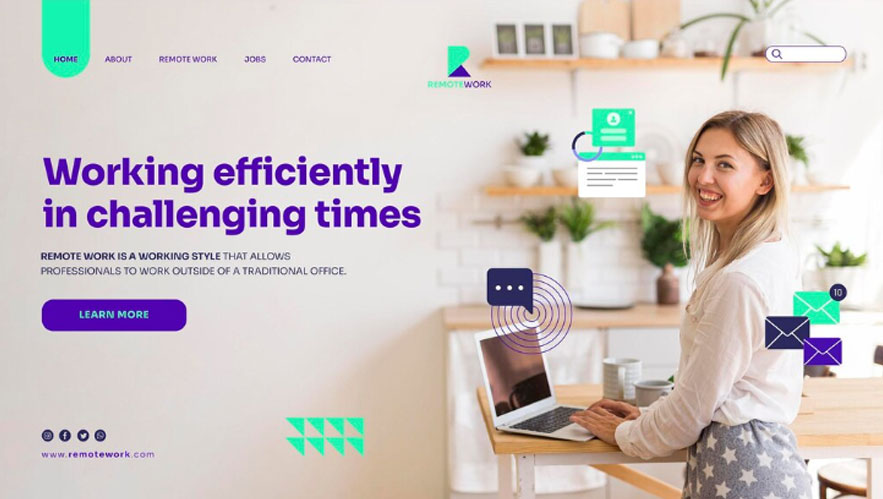 HOME ABOUT REMOTE WORK JOBS CONTACT
REMOTEWORK
Working efficiently
in challenging times
REMOTE WORK IS A WORKING STYLE THAT ALLOWS
PROFESSIONALS TO WORK OUTSIDE OF A TRADITIONAL OFFICE.
LEARN MORE
10
www.remotework.com